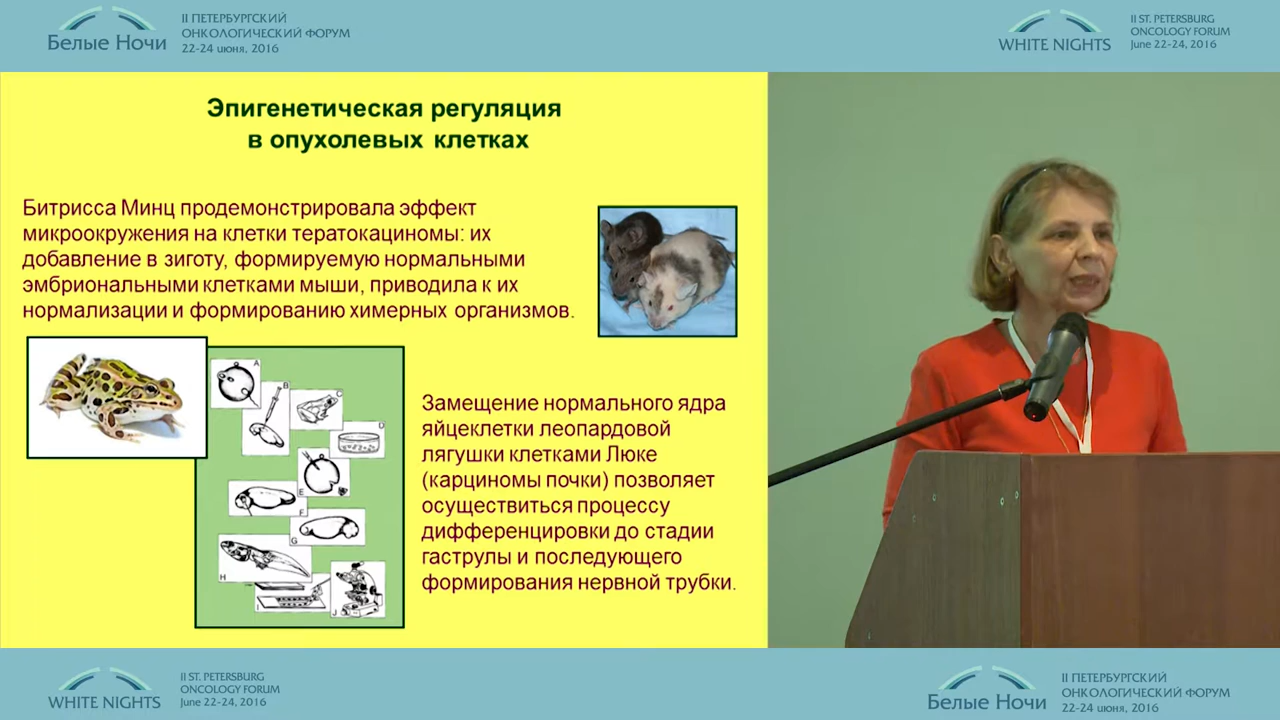 Белые Ночи
II ПЕТЕРБУРГСКИЙ
ОНКОЛОГИЧЕСКИЙ ФОРУМ
22-24 июня, 2016
WHITE NIGHTS
II ST. PETERSBURG
ONCOLOGY FORUM
June 22-24, 2016
Эпигенетическая регуляция
в опухолевых клетках
Битрисса Минц продемонстрировала эффект
микроокружения на клетки тератокациномы: их
добавление в зиготу, формируемую нормальными
эмбриональными клетками мыши, приводила к их
нормализации и формированию химерных организмов.
A
B
C
D
E
F
G
H
I
J
Замещение нормального ядра
яйцеклетки леопардовой
лягушки клетками Люке
(карциномы почки) позволяет
осуществиться процессу
дифференцировки до стадии
гаструлы и последующего
формирования нервной трубки.
WHITE NIGHTS
II ST. PETERSBURG
ONCOLOGY FORUM
June 22-24, 2016
Белые Ночи
II ПЕТЕРБУРГСКИЙ
ОНКОЛОГИЧЕСКИЙ ФОРУМ
22-24 июня, 2016